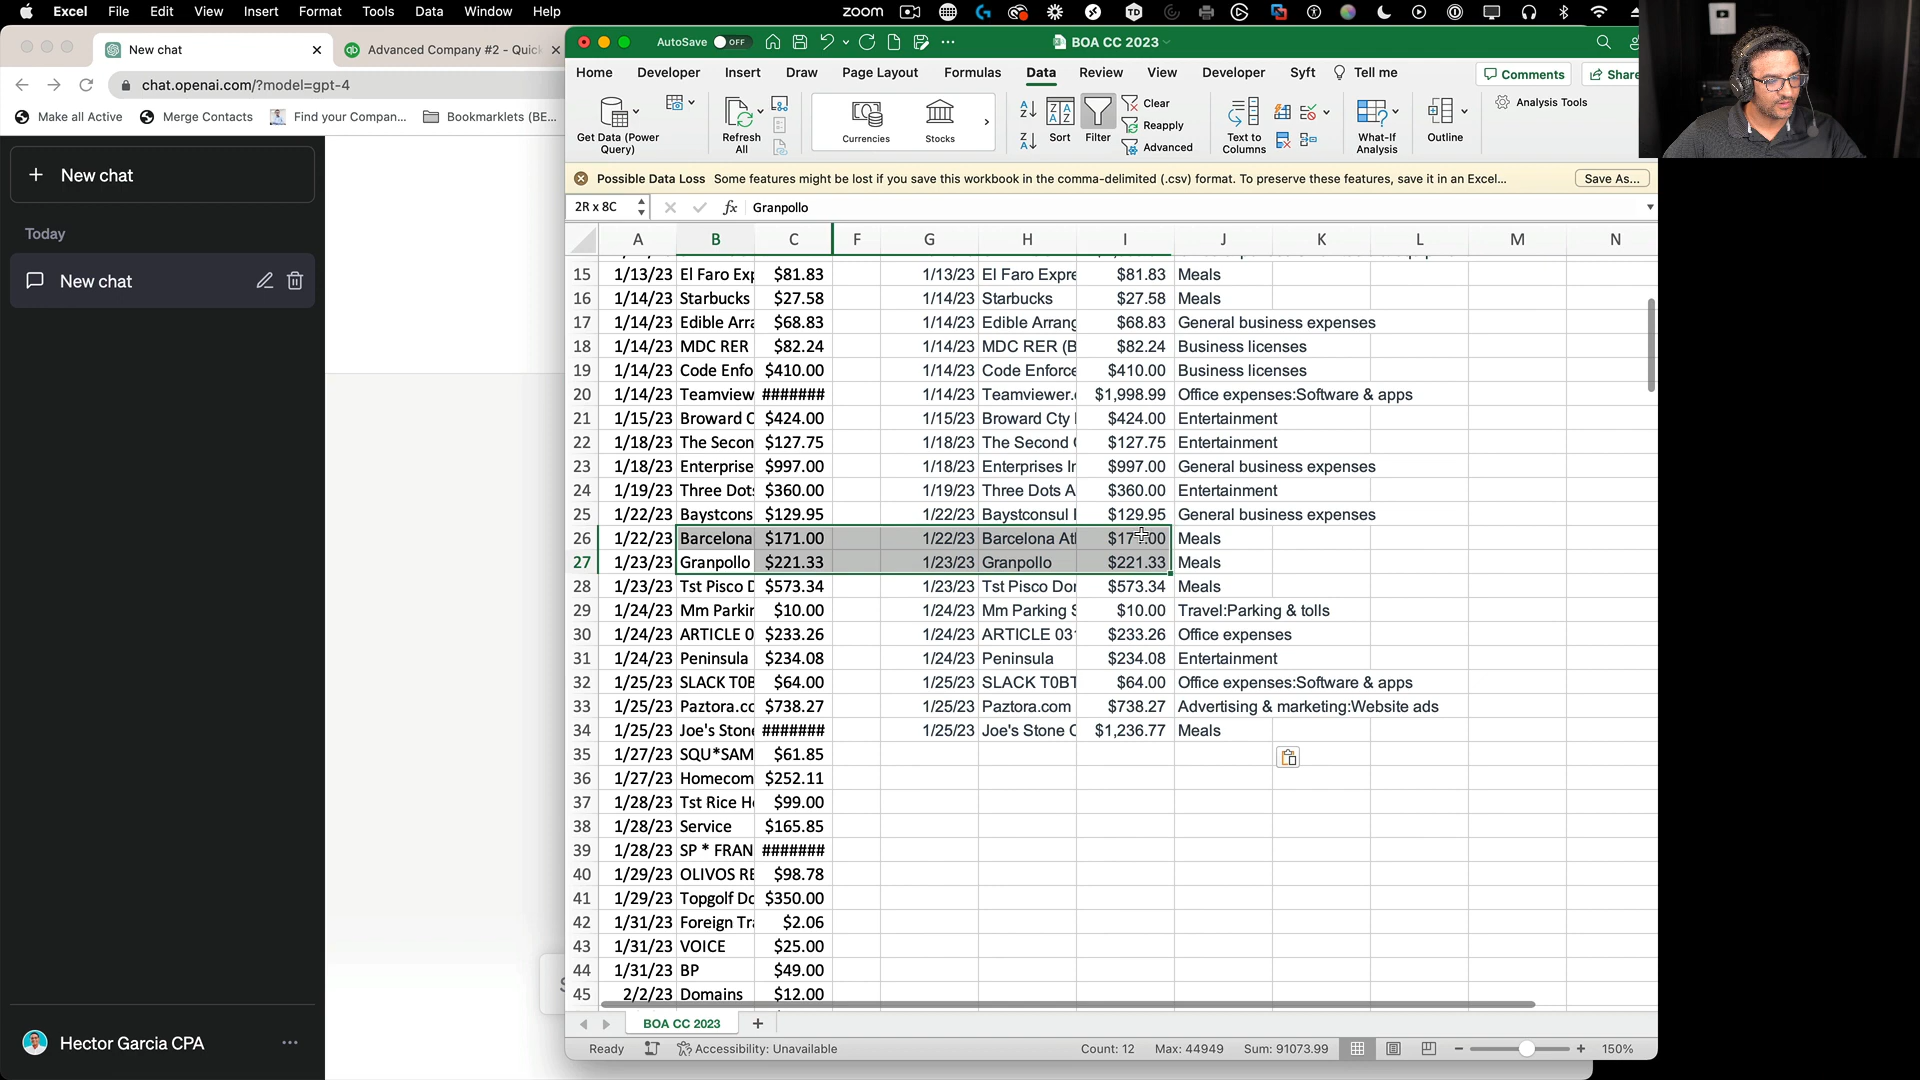 Excel File Edit View Insert Format Tools Data Window Help zoom
New chat
Advanced Company #2 - Quick
chat.openai.com/?model=gpt-4
Make all Active Merge Contacts Find your Compan... Bookmarklets (BE...
New chat
Today
New chat
Hector Garcia CPA
AutoSave OFF BOA CC 2023
Home Developer Insert Draw Page Layout Formulas Data Review View Developer Syft Tell me Comments Share
Get Data (Power Query) Refresh All Currencies Stocks Sort Filter Clear Reapply Advanced Text to Columns What-If Analysis Outline Analysis Tools
Possible Data Loss Some features might be lost if you save this workbook in the comma-delimited (.csv) format. To preserve these features, save it in an Excel... Save As...
2R x 8C fx Granpollo
A B C F G H I J K L M N
15 1/13/23 El Faro Exp $81.83 1/13/23 El Faro Expre $81.83 Meals
16 1/14/23 Starbucks $27.58 1/14/23 Starbucks $27.58 Meals
17 1/14/23 Edible Arra $68.83 1/14/23 Edible Arrang $68.83 General business expenses
18 1/14/23 MDC RER $82.24 1/14/23 MDC RER (B $82.24 Business licenses
19 1/14/23 Code Enfo $410.00 1/14/23 Code Enforce $410.00 Business licenses
20 1/14/23 Teamview ####### 1/14/23 Teamviewer. $1,998.99 Office expenses:Software & apps
21 1/15/23 Broward C $424.00 1/15/23 Broward Cty $424.00 Entertainment
22 1/18/23 The Secon $127.75 1/18/23 The Second $127.75 Entertainment
23 1/18/23 Enterprise $997.00 1/18/23 Enterprises In $997.00 General business expenses
24 1/19/23 Three Dots $360.00 1/19/23 Three Dots A $360.00 Entertainment
25 1/22/23 Baystcons $129.95 1/22/23 Baystconsul $129.95 General business expenses
26 1/22/23 Barcelona $171.00 1/22/23 Barcelona Atl $171.00 Meals
27 1/23/23 Granpollo $221.33 1/23/23 Granpollo $221.33 Meals
28 1/23/23 Tst Pisco D $573.34 1/23/23 Tst Pisco Dor $573.34 Meals
29 1/24/23 Mm Parkin $10.00 1/24/23 Mm Parking S $10.00 Travel:Parking & tolls
30 1/24/23 ARTICLE 0 $233.26 1/24/23 ARTICLE 031 $233.26 Office expenses
31 1/24/23 Peninsula $234.08 1/24/23 Peninsula $234.08 Entertainment
32 1/25/23 SLACK T0B $64.00 1/25/23 SLACK T0BT $64.00 Office expenses:Software & apps
33 1/25/23 Paztora.cc $738.27 1/25/23 Paztora.com $738.27 Advertising & marketing:Website ads
34 1/25/23 Joe's Stone ####### 1/25/23 Joe's Stone C $1,236.77 Meals
35 1/27/23 SQU*SAM $61.85
36 1/27/23 Homecom $252.11
37 1/28/23 Tst Rice Ho $99.00
38 1/28/23 Service $165.85
39 1/28/23 SP * FRAN #######
40 1/29/23 OLIVOS RE $98.78
41 1/29/23 Topgolf Do $350.00
42 1/31/23 Foreign Tra $2.06
43 1/31/23 VOICE $25.00
44 1/31/23 BP $49.00
45 2/2/23 Domains $12.00
BOA CC 2023
Ready Accessibility: Unavailable Count: 12 Max: 44949 Sum: 91073.99 150%